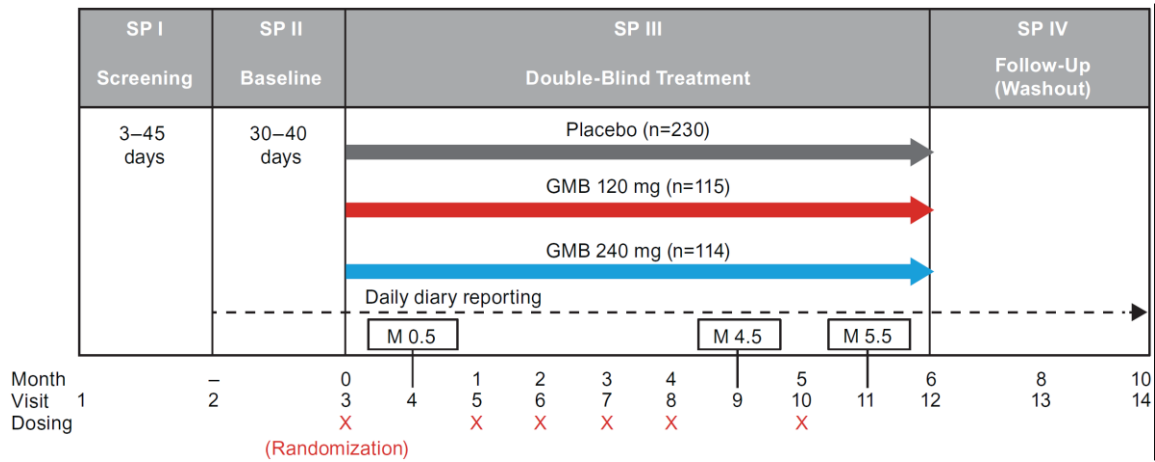 SP I SP II SP III SP IV
Screening Baseline Double-Blind Treatment Follow-Up
(Washout)
3–45
days
30–40
days
Placebo (n=230)
GMB 120 mg (n=115)
GMB 240 mg (n=114)
Daily diary reporting
M 0.5 M 4.5 M 5.5
Month – 0 1 2 3 4 5 6 8 10
Visit 1 2 3 4 5 6 7 8 9 10 11 12 13 14
Dosing X X X X X X
(Randomization)